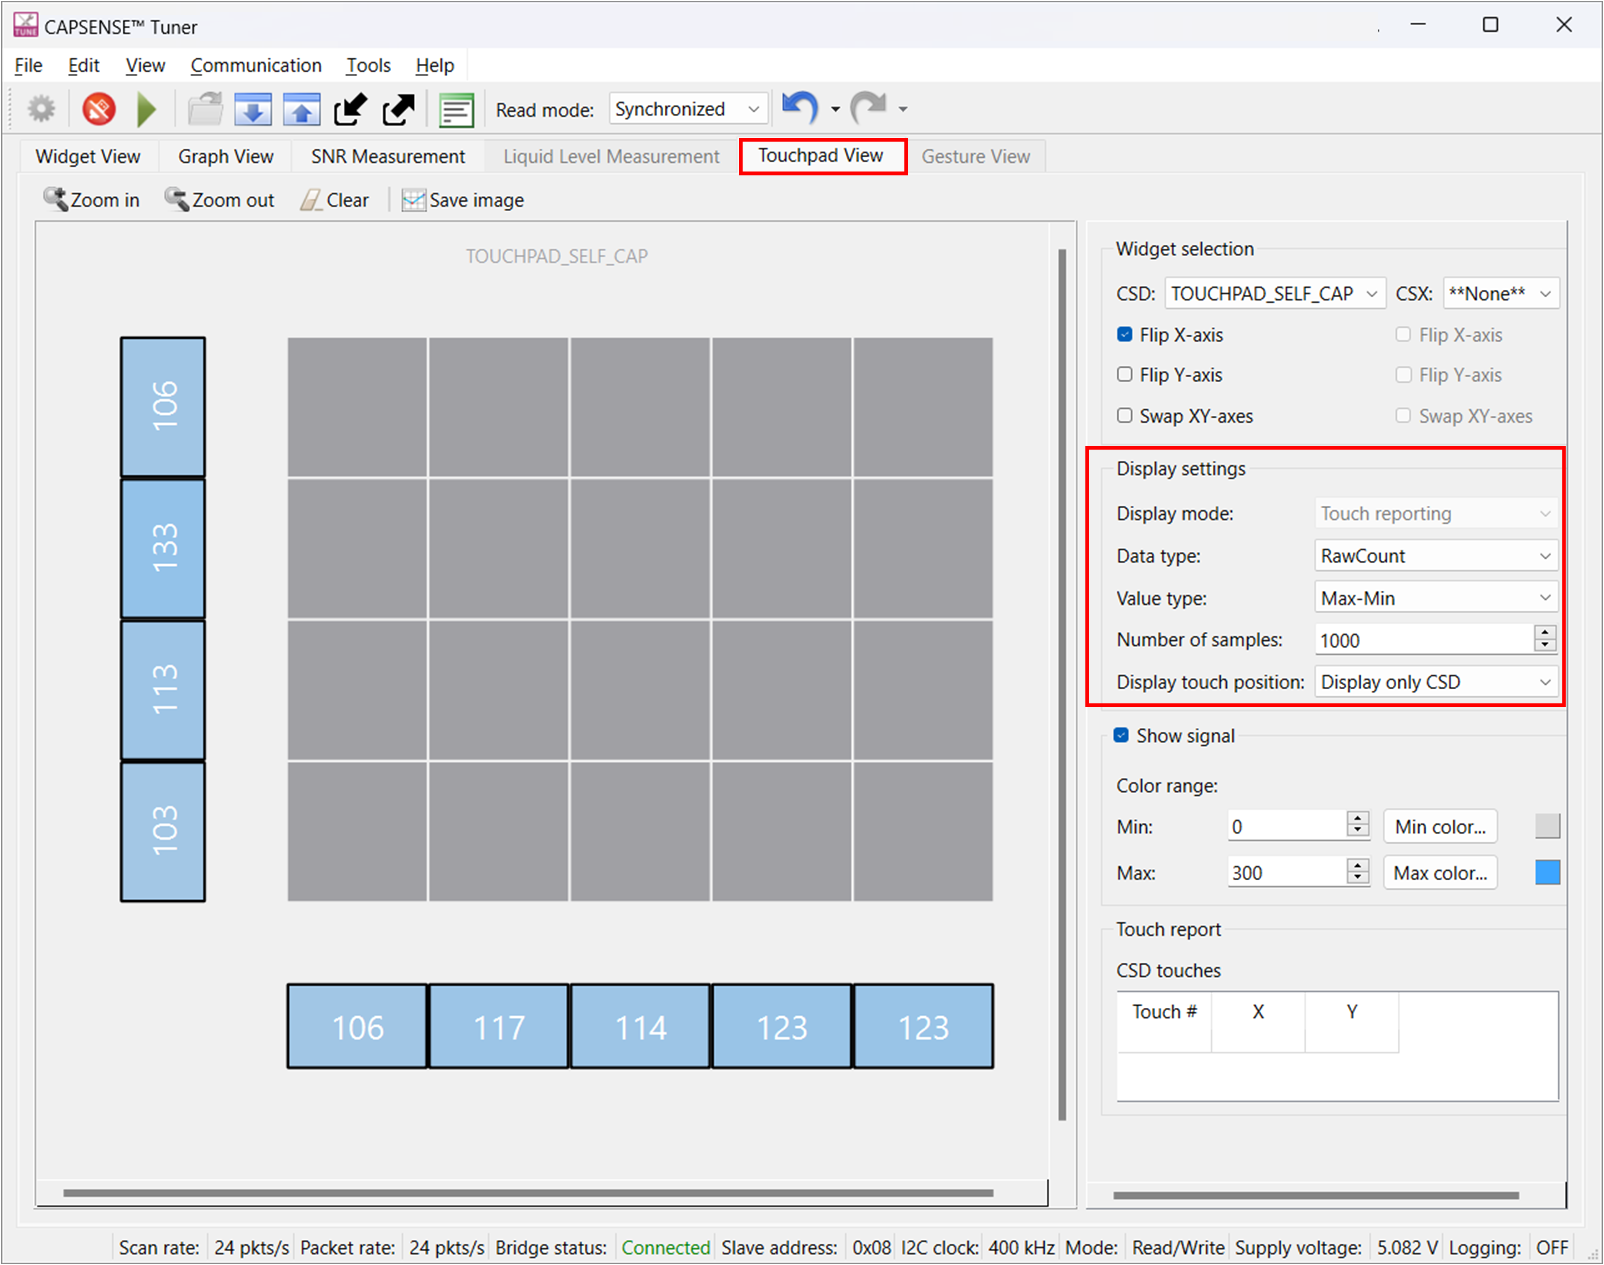 CAPSENSE™ Tuner
File Edit View Communication Tools Help
Read mode: Synchronized
Widget View Graph View SNR Measurement Liquid Level Measurement Touchpad View Gesture View
Zoom in Zoom out Clear Save image
TOUCHPAD_SELF_CAP
106
133
113
103
106 117 114 123 123
Widget selection
CSD: TOUCHPAD_SELF_CAP CSX: **None**
Flip X-axis Flip X-axis
Flip Y-axis Flip Y-axis
Swap XY-axes Swap XY-axes
Display settings
Display mode: Touch reporting
Data type: RawCount
Value type: Max-Min
Number of samples: 1000
Display touch position: Display only CSD
Show signal
Color range:
Min: 0 Min color...
Max: 300 Max color...
Touch report
CSD touches
Touch # X Y
Scan rate: 24 pkts/s Packet rate: 24 pkts/s Bridge status: Connected Slave address: 0x08 I2C clock: 400 kHz Mode: Read/Write Supply voltage: 5.082 V Logging: OFF